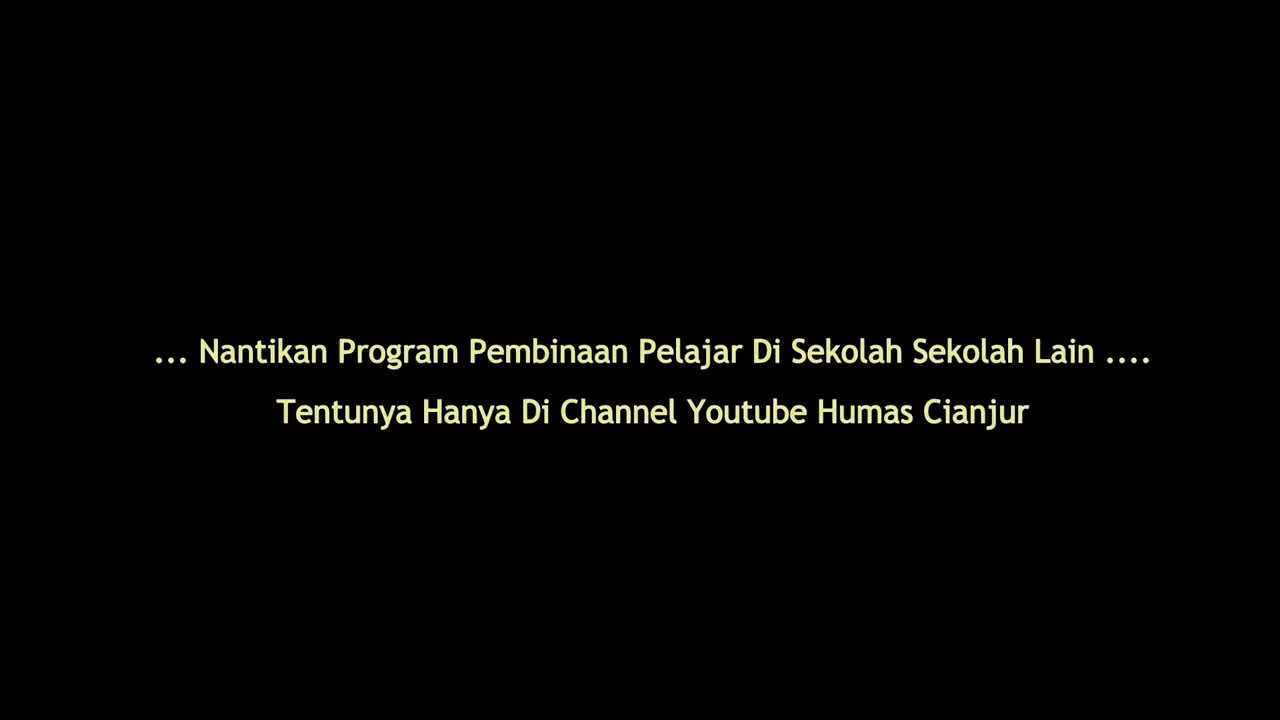 ... Nantikan Program Pembinaan Pelajar Di Sekolah Sekolah Lain ....
Tentunya Hanya Di Channel Youtube Humas Cianjur